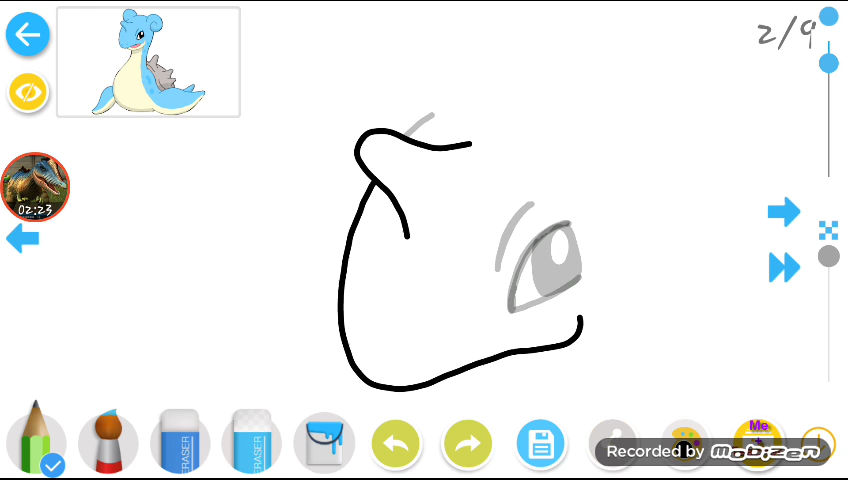 2/9
02:23
ERASER
ERASER
Me
+
Recorded by mobizen